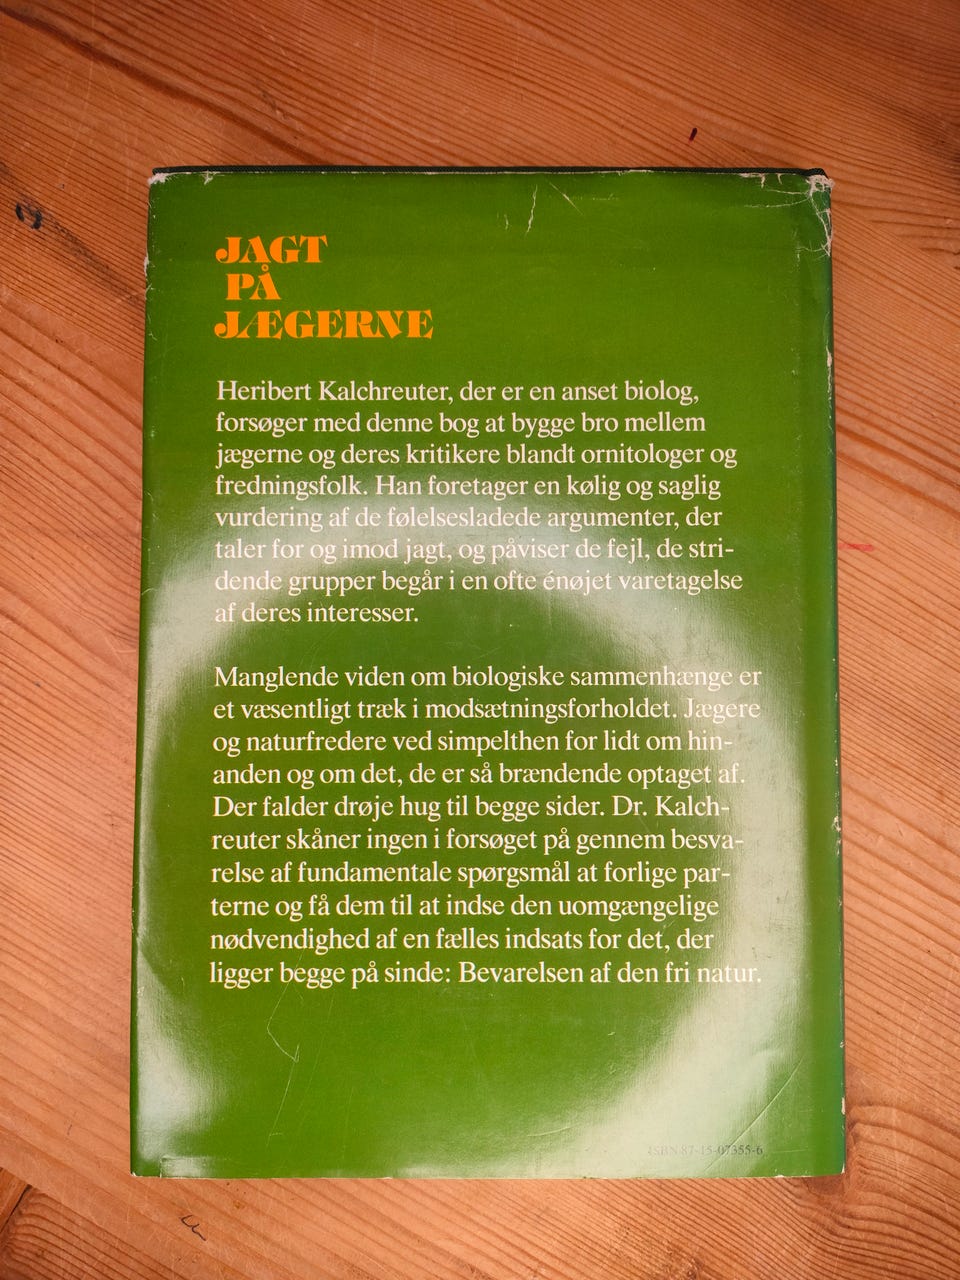 JAGT
PÅ
JÆGERNE
Heribert Kalchreuter, der er en anset biolog,
forsøger med denne bog at bygge bro mellem
jægerne og deres kritikere blandt ornitologer og
fredningsfolk. Han foretager en kølig og saglig
vurdering af de følelsesladede argumenter, der
taler for og imod jagt, og påviser de fejl, de stri-
dende grupper begår i en ofte énøjet varetagelse
af deres interesser.
Manglende viden om biologiske sammenhænge er
et væsentligt træk i modsætningsforholdet. Jægere
og naturfredere ved simpelthen for lidt om hin-
anden og om det, de er så brændende optaget af.
Der falder drøje hug til begge sider. Dr. Kalch-
reuter skåner ingen i forsøget på gennem besva-
relse af fundamentale spørgsmål at forlige par-
terne og få dem til at indse den uomgængelige
nødvendighed af en fælles indsats for det, der
ligger begge på sinde: Bevarelsen af den fri natur.
ISBN 87-15-07355-6